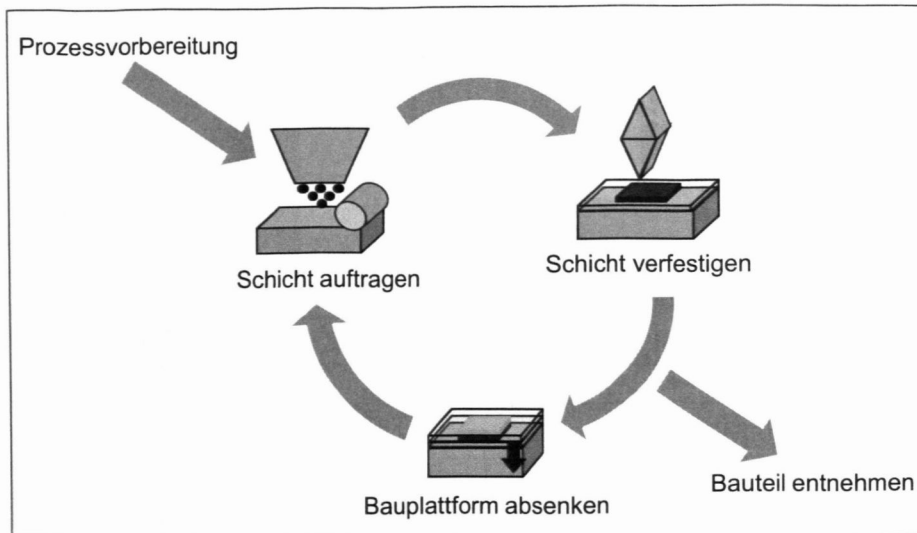 Prozessvorbereitung
Schicht auftragen
Schicht verfestigen
Bauplattform absenken
Bauteil entnehmen